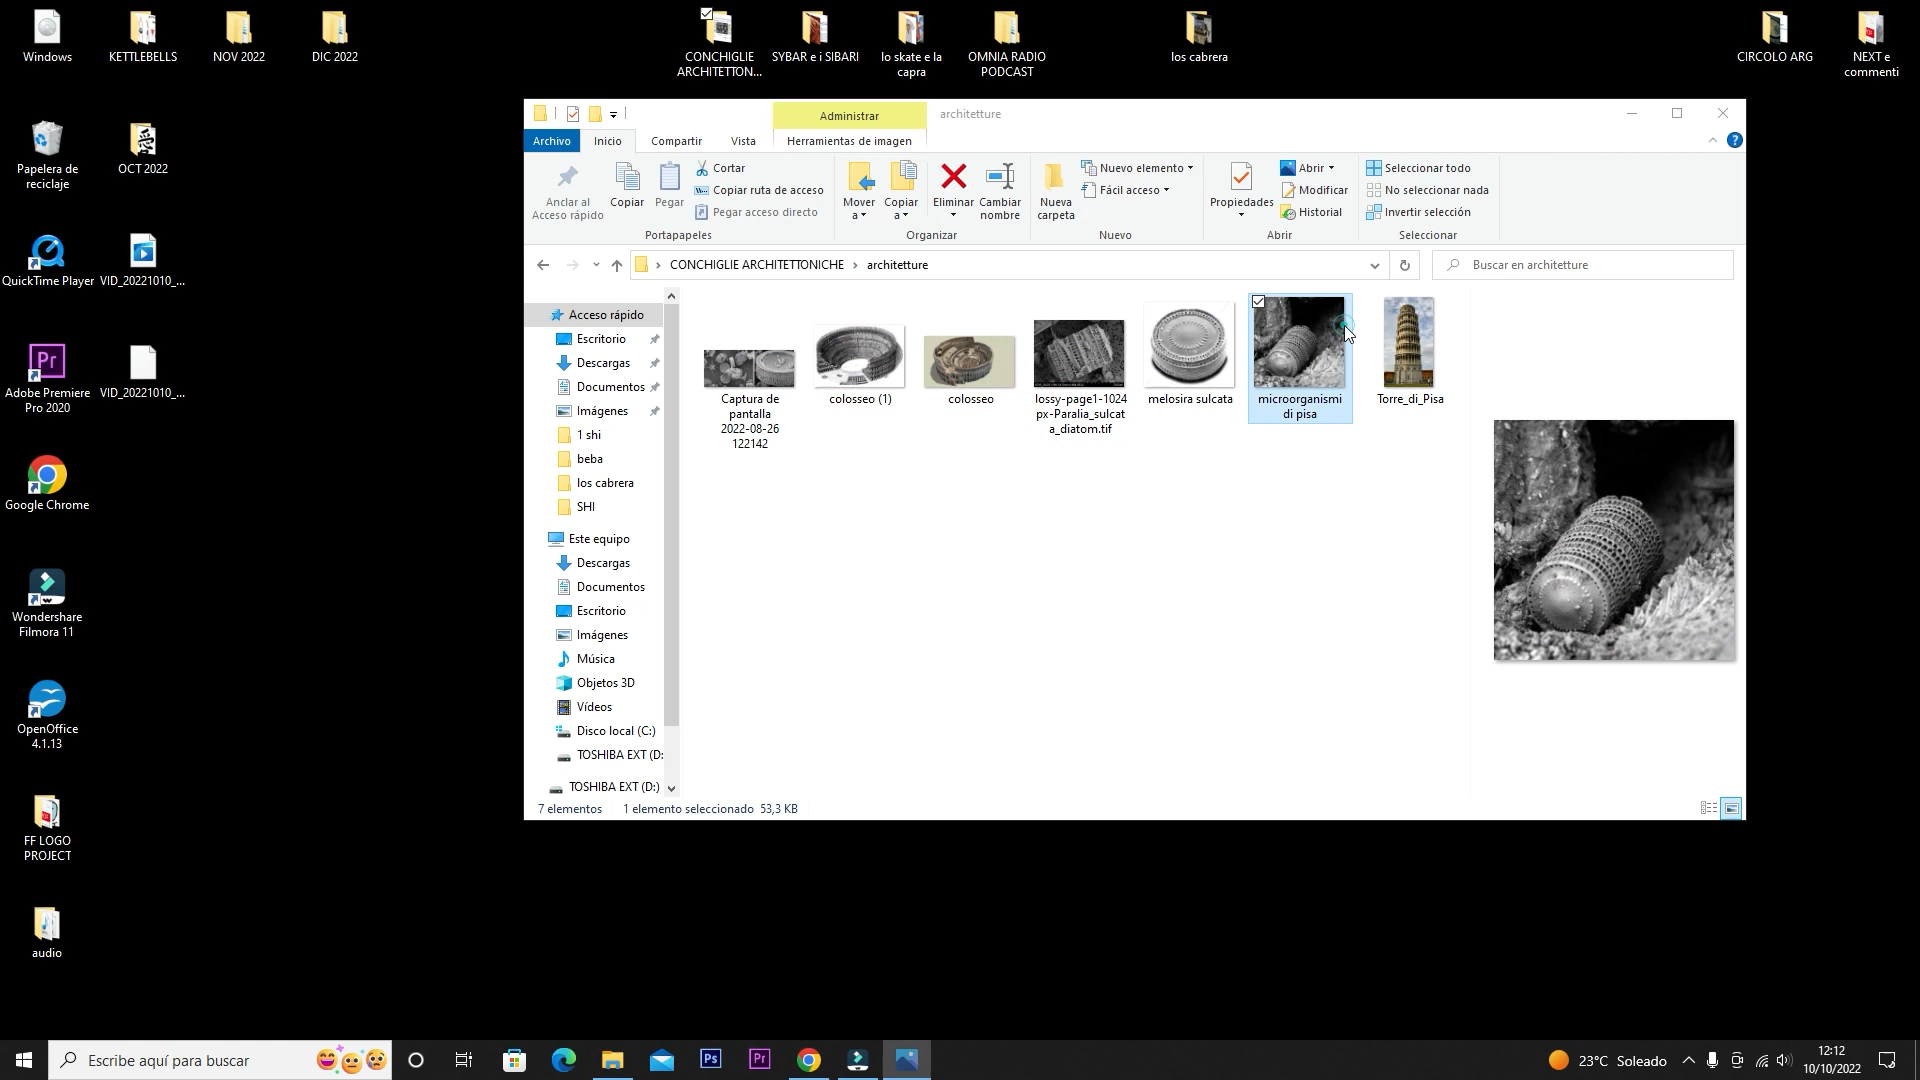 Windows
KETTLEBELLS
NOV 2022
DIC 2022
CONCHIGLIE
ARCHITETTON...
SYBAR e i SIBARI
lo skate e la
capra
OMNIA RADIO
PODCAST
los cabrera
CIRCOLO ARG
NEXT e
commenti
Papelera de
reciclaje
OCT 2022
QuickTime Player
VID_20221010_...
Adobe Premiere
Pro 2020
VID_20221010_...
Google Chrome
Wondershare
Filmora 11
OpenOffice
4.1.13
FF LOGO
PROJECT
audio
Administrar
architetture
Archivo
Inicio
Compartir
Vista
Herramientas de imagen
Anclar al
Acceso rápido
Copiar
Pegar
Cortar
Copiar ruta de acceso
Pegar acceso directo
Portapapeles
Mover
a
Copiar
a
Eliminar
Cambiar
nombre
Organizar
Nueva
carpeta
Nuevo elemento
Fácil acceso
Nuevo
Propiedades
Abrir
Modificar
Historial
Abrir
Seleccionar todo
No seleccionar nada
Invertir selección
Seleccionar
CONCHIGLIE ARCHITETTONICHE > architetture
Buscar en architetture
Acceso rápido
Escritorio
Descargas
Documentos
Imágenes
1 shi
beba
los cabrera
SHI
Este equipo
Descargas
Documentos
Escritorio
Imágenes
Música
Objetos 3D
Vídeos
Disco local (C:)
TOSHIBA EXT (D:
TOSHIBA EXT (D:)
Captura de
pantalla
2022-08-26
122142
colosseo (1)
colosseo
lossy-page1-1024
px-Paralia_sulcat
a_diatom.tif
melosira sulcata
microorganismi
di pisa
Torre_di_Pisa
7 elementos
1 elemento seleccionado 53,3 KB
Escribe aquí para buscar
Ps
Pr
23°C Soleado
12:12
10/10/2022